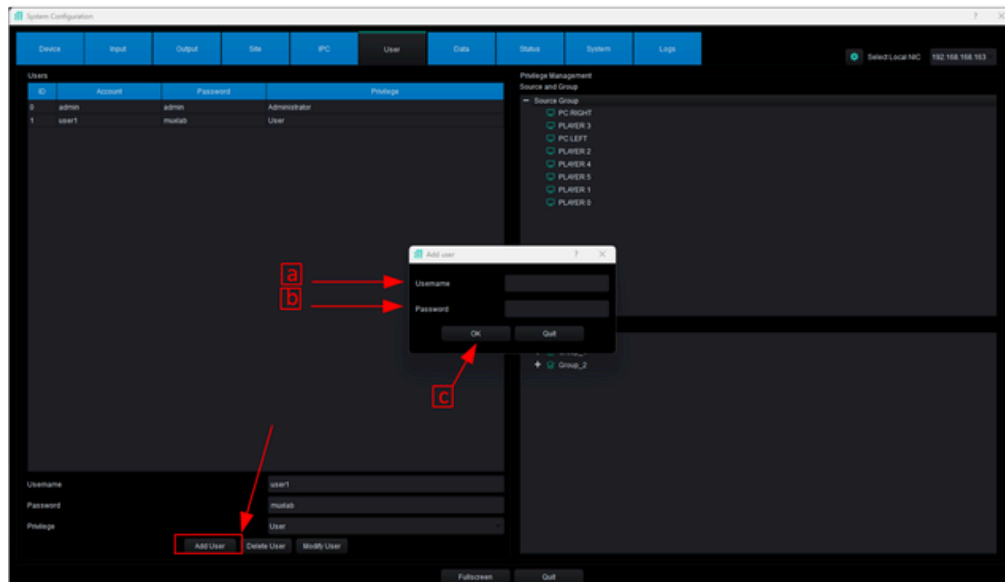 System Configuration
Device Input Output Site IPC User Data Status System Logs
Select Local NIC 192.168.168.163
Users
ID Account Password Privilege
0 admin admin Administrator
1 user1 muxlab User
Privilege Management
Source and Group
Source Group
PC RIGHT
PLAYER 3
PC LEFT
PLAYER 2
PLAYER 4
PLAYER 5
PLAYER 1
PLAYER 0
Add user
a
Username
b
Password
OK Quit
c
Group_2
Username user1
Password muxlab
Privilege User
Add User Delete User Modify User
Fullscreen Quit